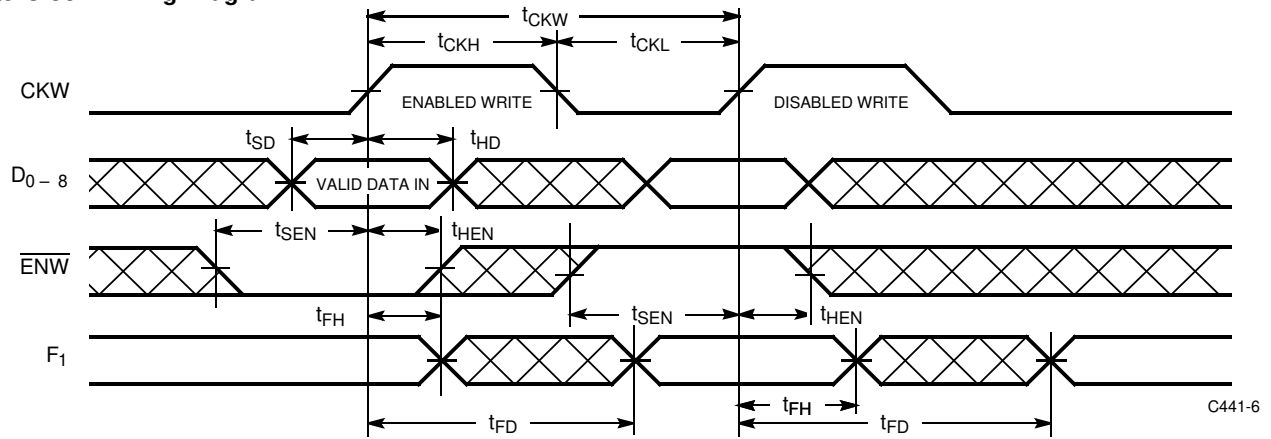 tCKW
tCKH tCKL
CKW ENABLED WRITE DISABLED WRITE
tSD tHD
D0 – 8 VALID DATA IN
tSEN tHEN
ENW
tFH tSEN tHEN
F1
tFH
tFD tFD
C441-6